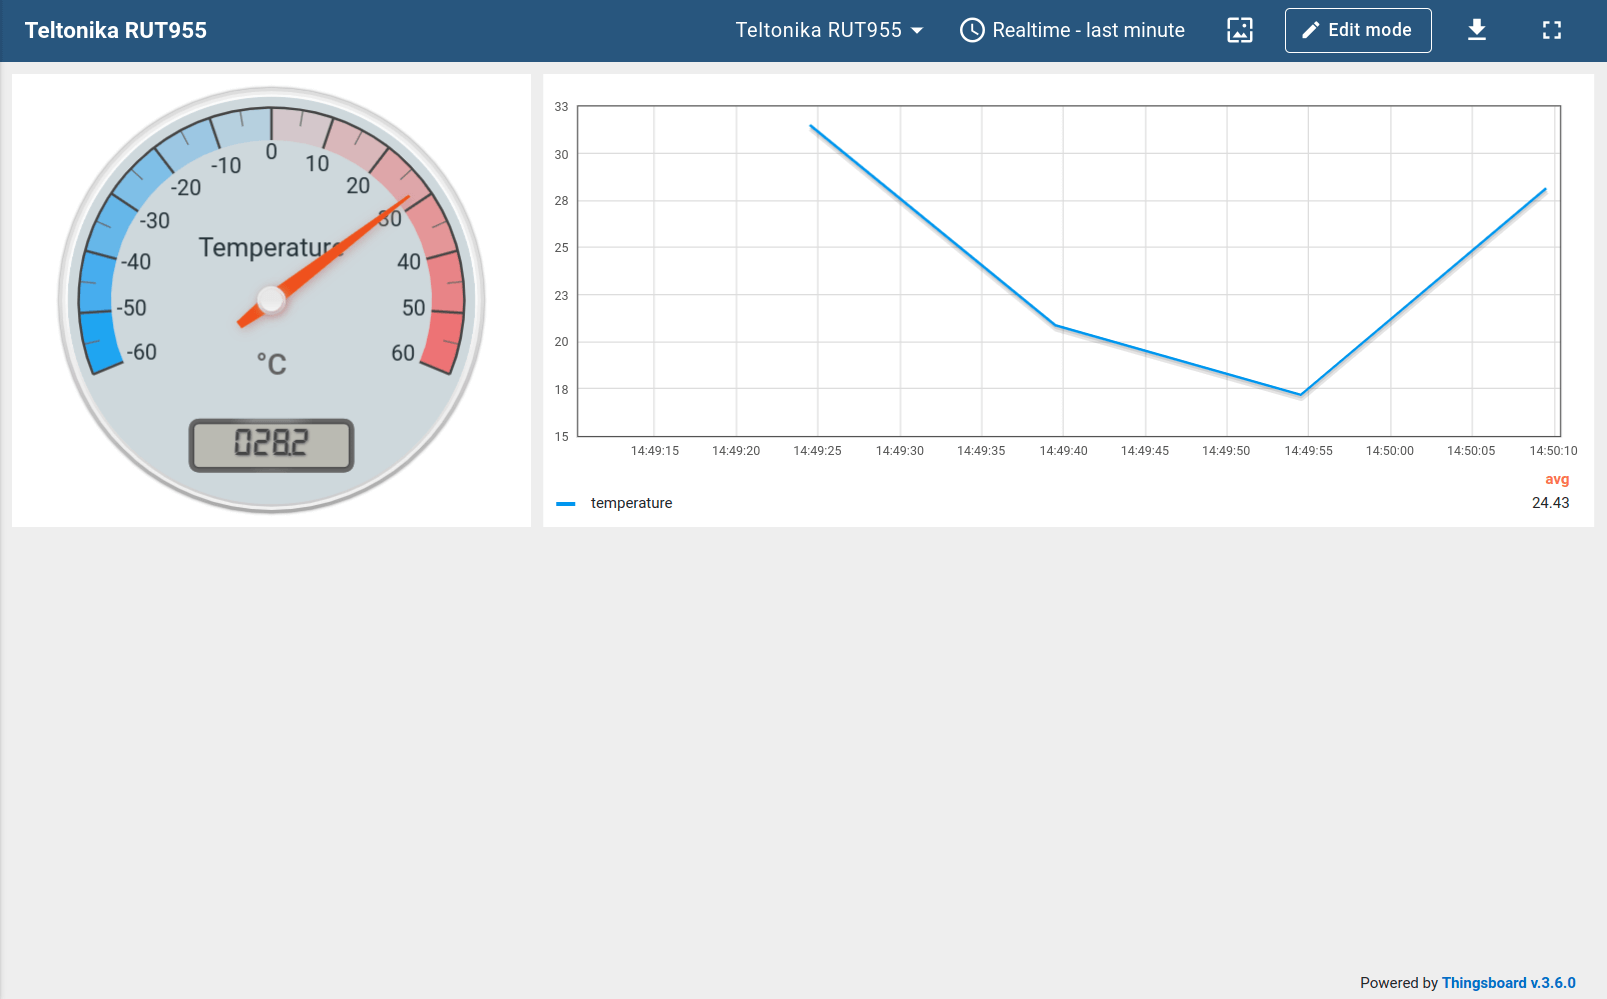 Teltonika RUT955
Teltonika RUT955
Realtime - last minute
Edit mode
0
-10
10
-20
20
-30
30
-40
40
-50
50
-60
60
Temperature
°C
028.2
33
30
28
25
23
20
18
15
14:49:15 14:49:20 14:49:25 14:49:30 14:49:35 14:49:40 14:49:45 14:49:50 14:49:55 14:50:00 14:50:05 14:50:10
avg
temperature 24.43
Powered by Thingsboard v.3.6.0